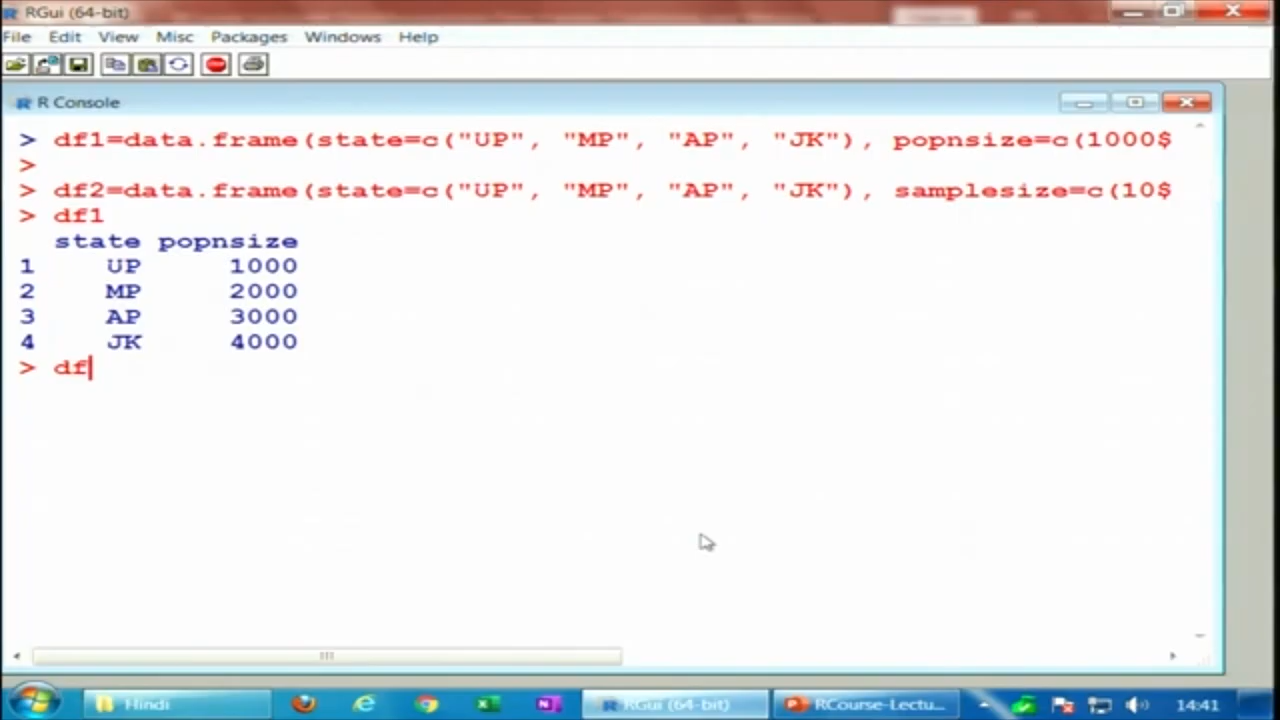 RGui (64-bit)
File Edit View Misc Packages Windows Help
R Console
> df1=data.frame(state=c("UP", "MP", "AP", "JK"), popnsize=c(1000$
>
> df2=data.frame(state=c("UP", "MP", "AP", "JK"), samplesize=c(10$
> df1
state popnsize
1 UP 1000
2 MP 2000
3 AP 3000
4 JK 4000
> df
Hindi RGui (64-bit) RCourse-Lectu... 14:41